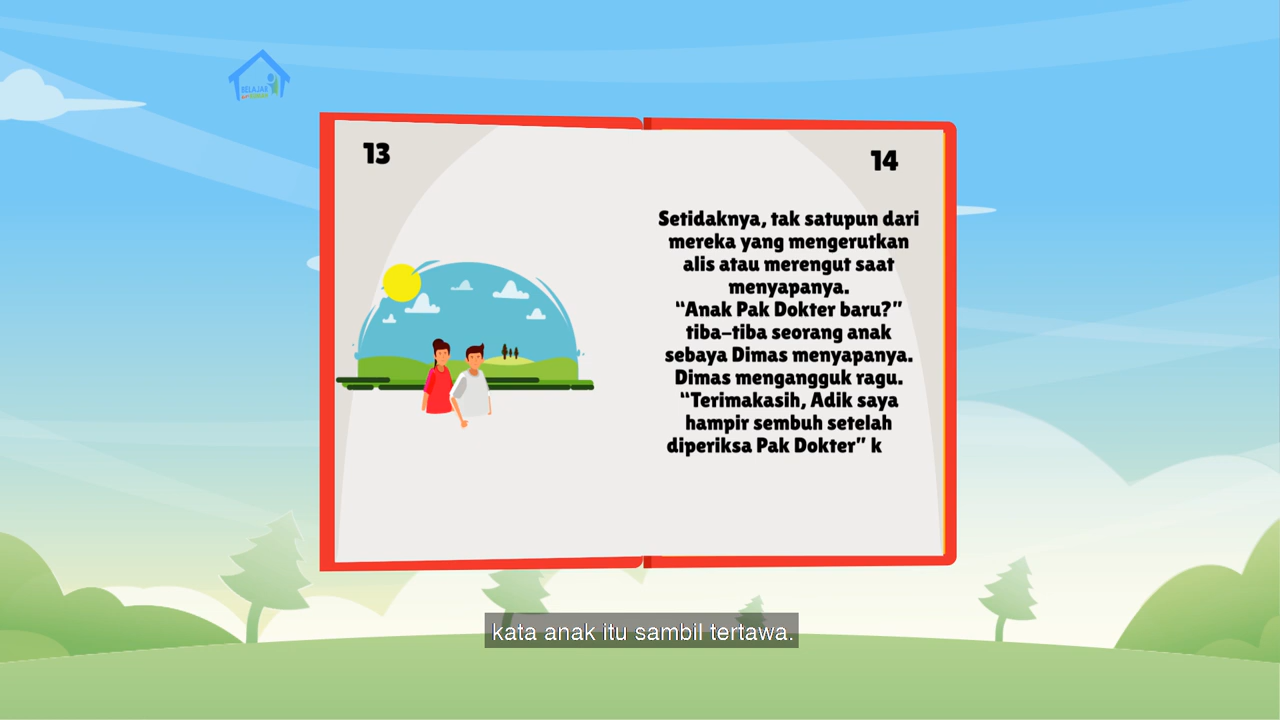 BELAJAR
13
14
Setidaknya, tak satupun dari
mereka yang mengerutkan
alis atau merengut saat
menyapanya.
“Anak Pak Dokter baru?”
tiba-tiba seorang anak
sebaya Dimas menyapanya.
Dimas mengangguk ragu.
“Terimakasih, Adik saya
hampir sembuh setelah
diperiksa Pak Dokter” k
kata anak itu sambil tertawa.